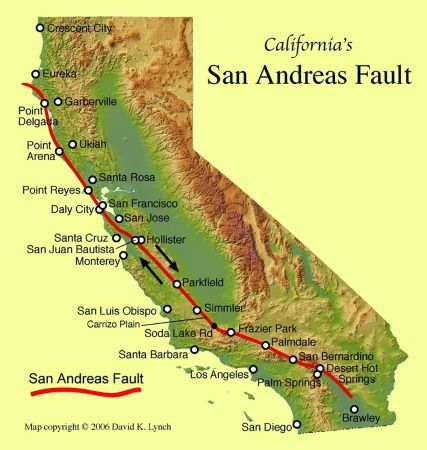 California's
San Andreas Fault
Crescent City
Eureka
Garberville
Point
Delgada
Ukiah
Point
Arena
Santa Rosa
Point Reyes
San Francisco
Daly City
San Jose
Santa Cruz
Hollister
San Juan Bautista
Monterey
Parkfield
San Luis Obispo
Simmler
Carrizo Plain
Soda Lake Rd
Frazier Park
Palmdale
Santa Barbara
San Bernardino
Los Angeles
Desert Hot
Springs
Palm Springs
San Andreas Fault
Brawley
San Diego
Map copyright © 2006 David K. Lynch